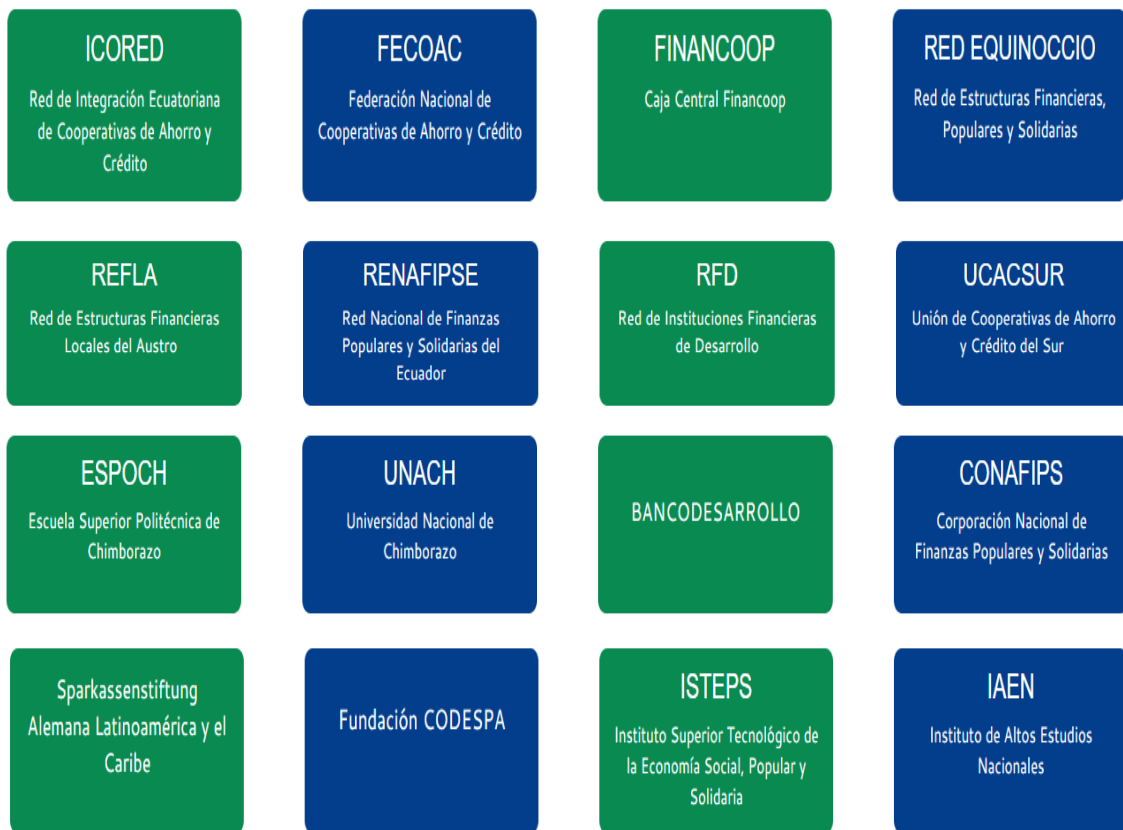 ICORED
Red de Integración Ecuatoriana
de Cooperativas de Ahorro y
Crédito
FECOAC
Federación Nacional de
Cooperativas de Ahorro y Crédito
FINANCOOP
Caja Central Financoop
RED EQUINOCCIO
Red de Estructuras Financieras,
Populares y Solidarias
REFLA
Red de Estructuras Financieras
Locales del Austro
RENAFIPSE
Red Nacional de Finanzas
Populares y Solidarias del
Ecuador
RFD
Red de Instituciones Financieras
de Desarrollo
UCACSUR
Unión de Cooperativas de Ahorro
y Crédito del Sur
ESPOCH
Escuela Superior Politécnica de
Chimborazo
UNACH
Universidad Nacional de
Chimborazo
BANCODESARROLLO
CONAFIPS
Corporación Nacional de
Finanzas Populares y Solidarias
Sparkassenstiftung
Alemana Latinoamérica y el
Caribe
Fundación CODESPA
ISTEPS
Instituto Superior Tecnológico de
la Economía Social, Popular y
Solidaria
IAEN
Instituto de Altos Estudios
Nacionales